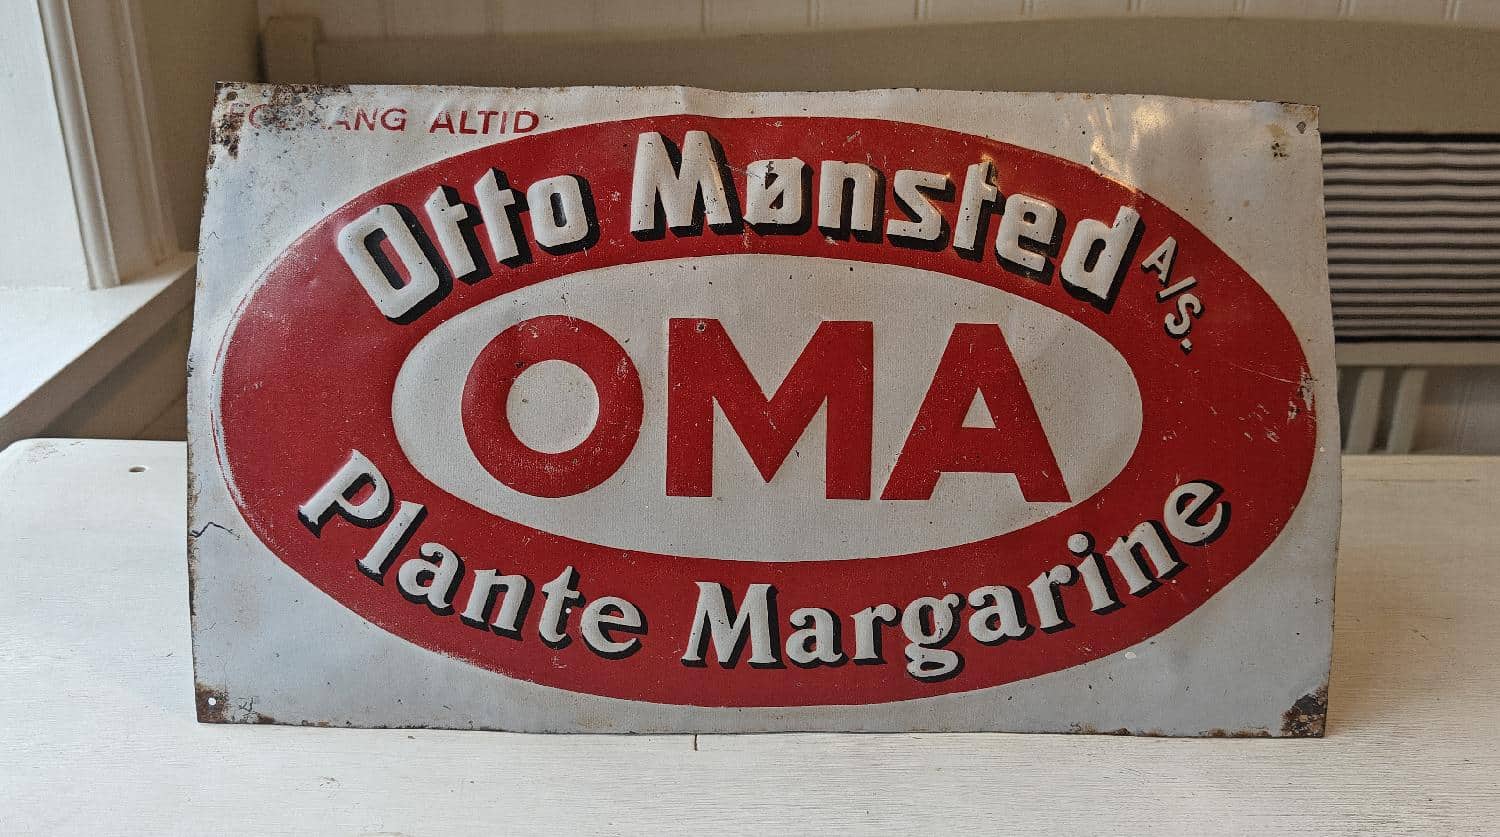 ALTID
Otto Mønsted A/S.
OMA
Plante Margarine